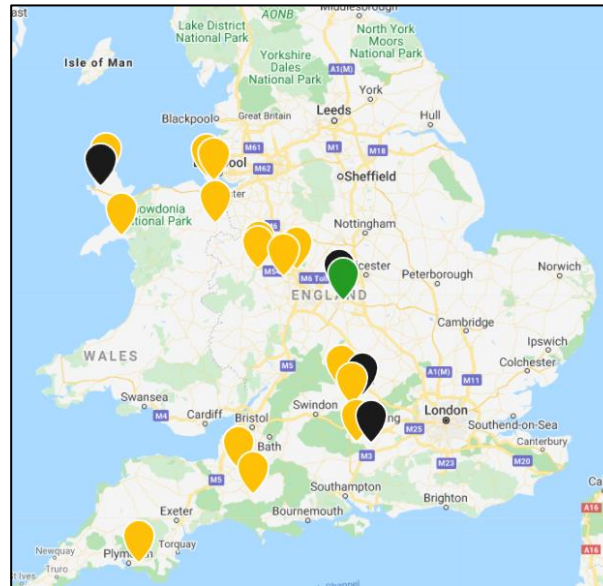 Middlesbrough
AONB
Lake District
National Park
North York
Moors
National Park
Isle of Man
Yorkshire
Dales
National Park
A1(M)
York
Blackpool
Great Britain
Leeds
Hull
M61
M1
M18
M62
Sheffield
National Park
Nottingham
M54
M6 Toll
Peterborough
Norwich
ENGLAND
Cambridge
WALES
M5
A1(M)
M11
Ipswich
Colchester
Swansea
M4
Cardiff
Bristol
Swindon
London
Southend-on-Sea
Bath
M25
M3
Canterbury
M23
M20
M5
Southampton
Brighton
Exeter
Bournemouth
Torquay
Newquay
Truro
A16
A16